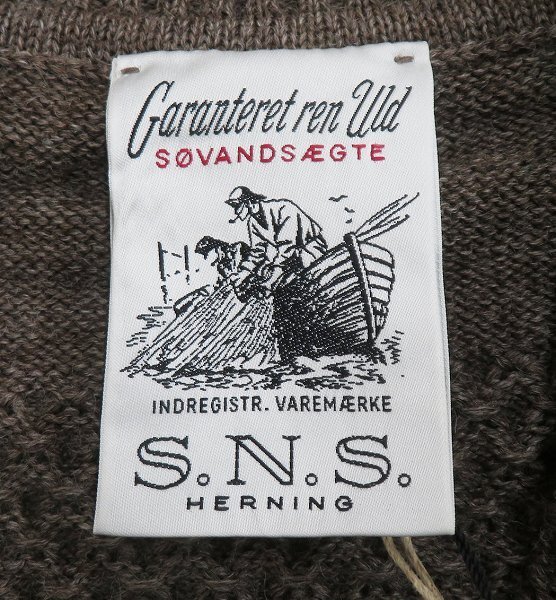 Garanteret ren Uld
SØVANDSÆGTE
INDREGISTR. VAREMÆRKE
S.N.S.
HERNING